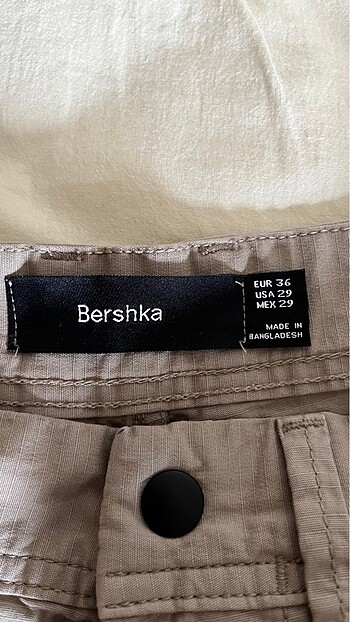 Bershka
EUR 36
USA 29
MEX 29
MADE IN
BANGLADESH